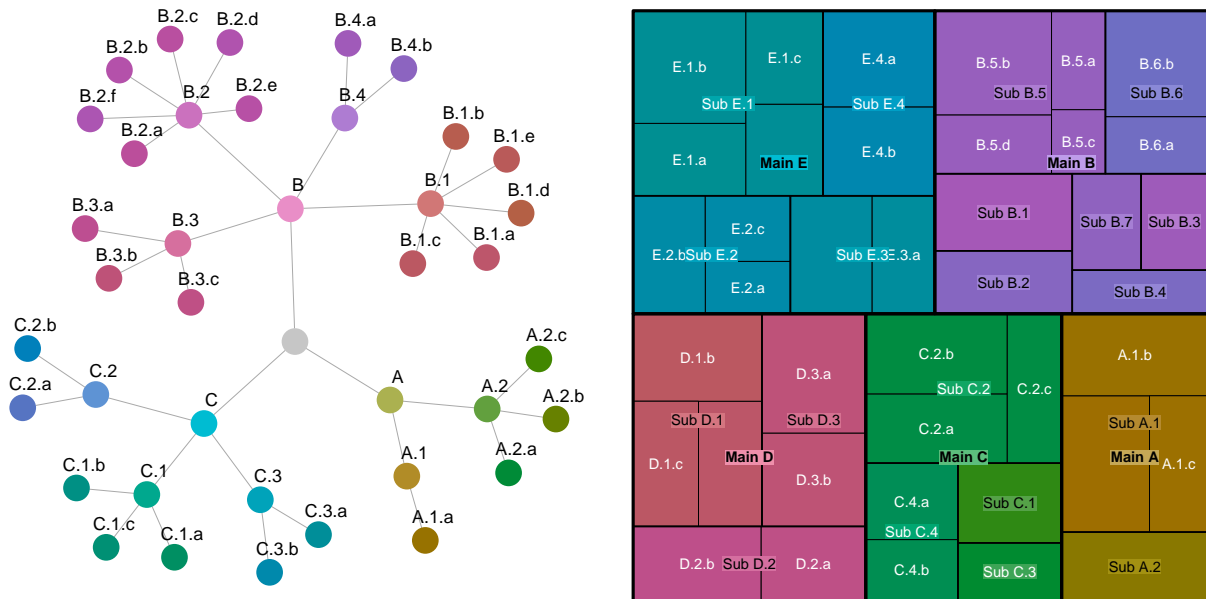 B.2.c
B.2.d
B.2.b
B.2.f
B.2
B.2.e
B.2.a
B.4.a
B.4.b
B.4
B.1.b
B.1.e
B.1
B.1.d
B.1.c
B.1.a
B
B.3.a
B.3
B.3.b
B.3.c
C.2.b
C.2
C.2.a
C
A
A.2.c
A.2
A.2.b
A.2.a
A.1
A.1.a
C.1.b
C.1
C.1.c
C.1.a
C.3
C.3.a
C.3.b
E.1.b
E.1.c
E.4.a
Sub E.1
Sub E.4
E.1.a
Main E
E.4.b
E.2.b
Sub E.2
E.2.c
E.2.a
Sub E.3
E.3.a
B.5.b
B.5.a
B.6.b
Sub B.5
Sub B.6
B.5.d
B.5.c
B.6.a
Main B
Sub B.1
Sub B.7
Sub B.3
Sub B.2
Sub B.4
D.1.b
D.3.a
Sub D.1
Sub D.3
D.1.c
Main D
D.3.b
D.2.b
Sub D.2
D.2.a
C.2.b
C.2.c
Sub C.2
C.2.a
Main C
C.4.a
Sub C.1
Sub C.4
C.4.b
Sub C.3
A.1.b
Sub A.1
Main A
A.1.c
Sub A.2